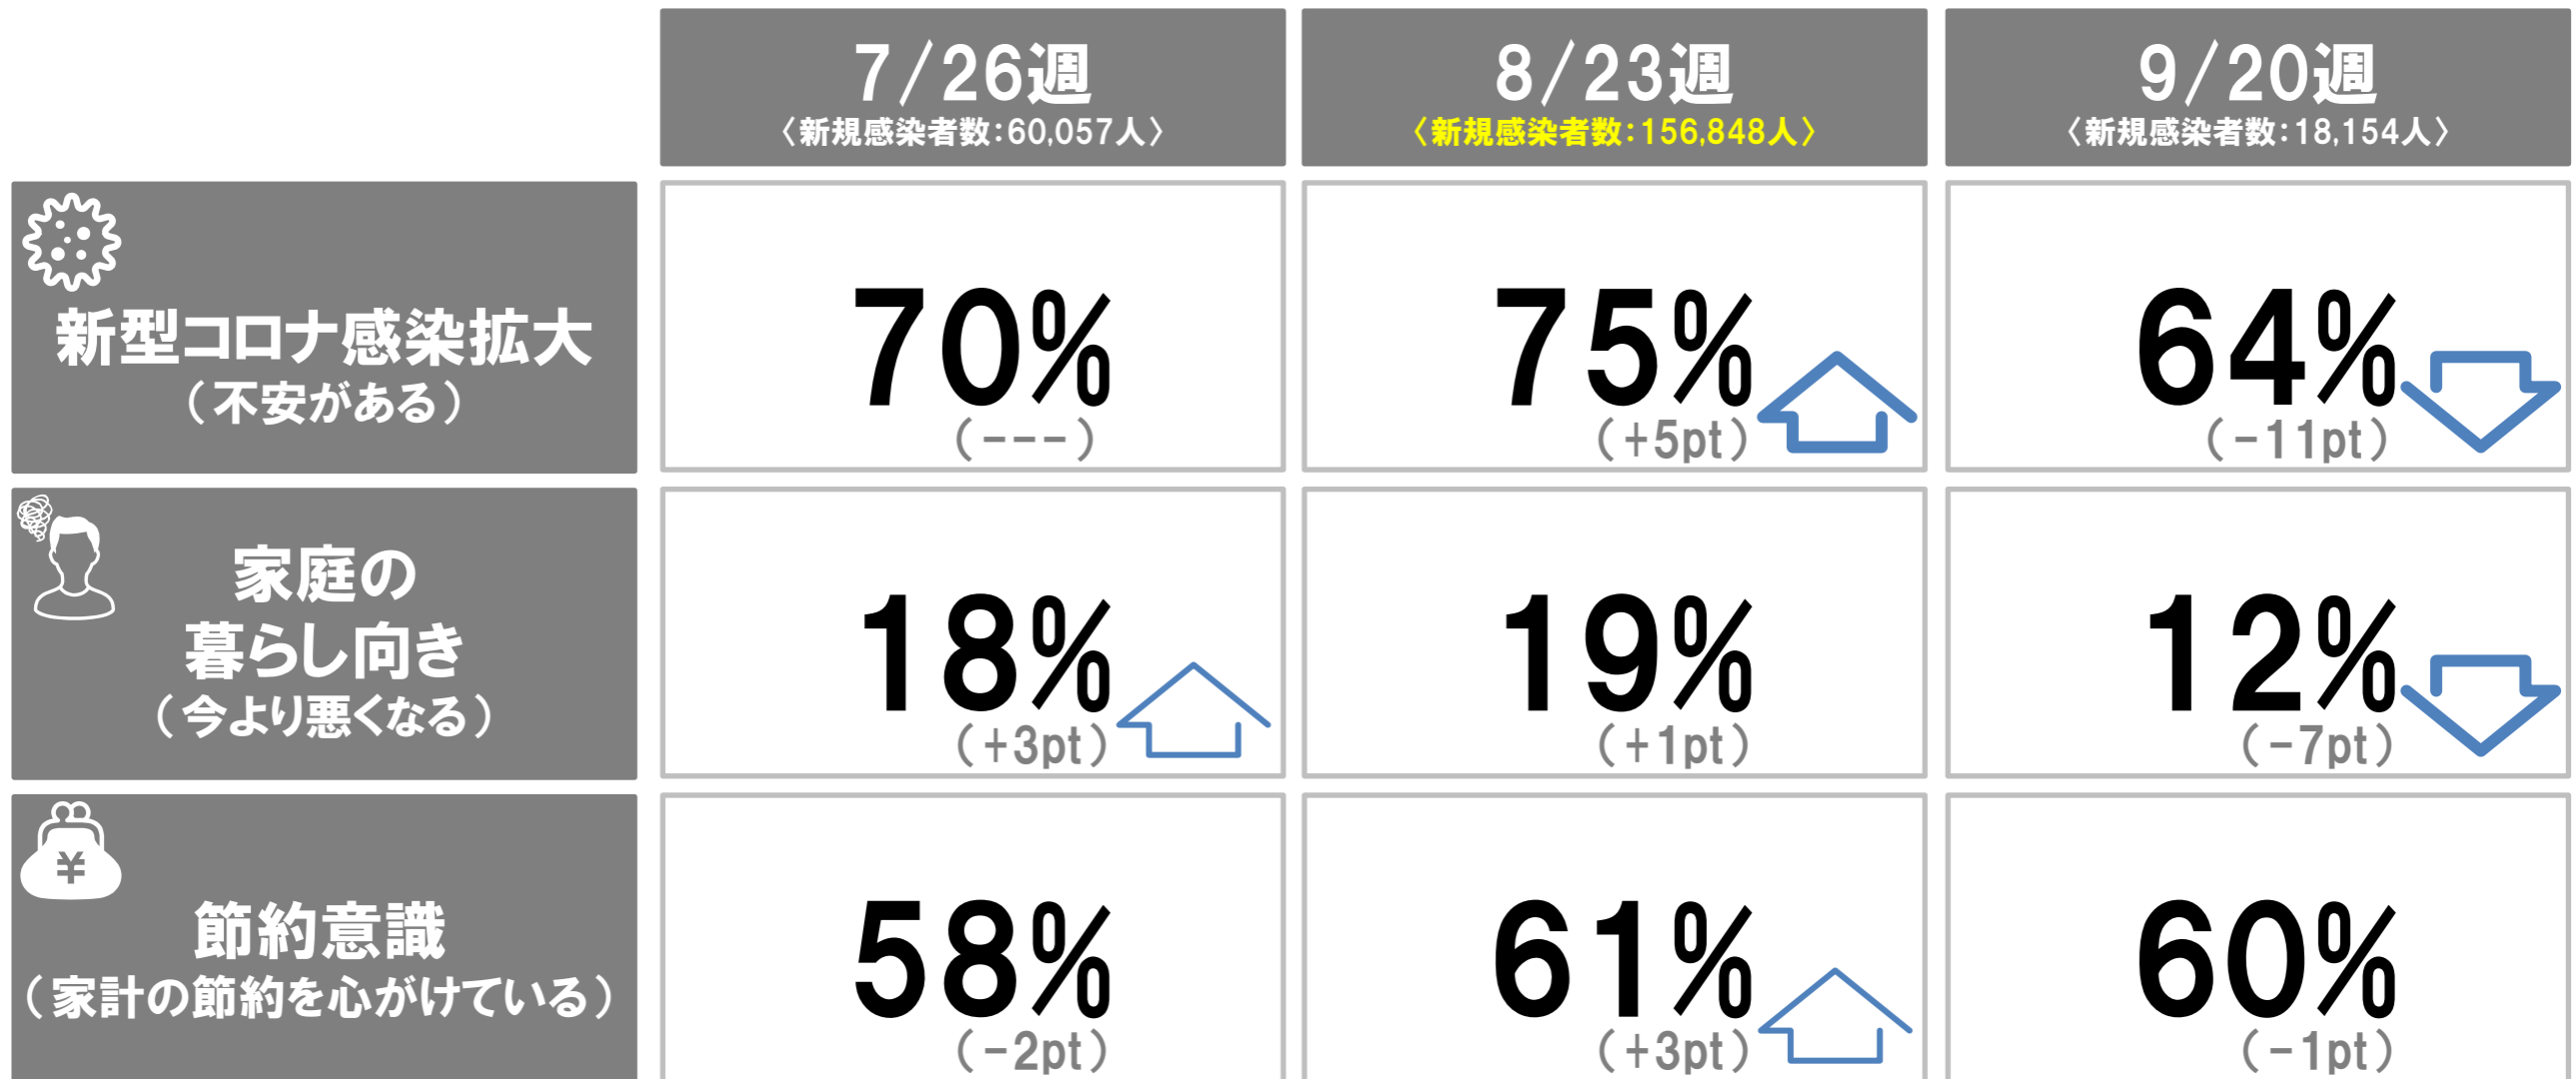 7/26週
〈新規感染者数：60,057人〉
8/23週
〈新規感染者数：156,848人〉
9/20週
〈新規感染者数：18,154人〉
新型コロナ感染拡大
（不安がある）
70%
(---)
75%
(+5pt)
64%
(-11pt)
家庭の
暮らし向き
（今より悪くなる）
18%
(+3pt)
19%
(+1pt)
12%
(-7pt)
¥
節約意識
（家計の節約を心がけている）
58%
(-2pt)
61%
(+3pt)
60%
(-1pt)